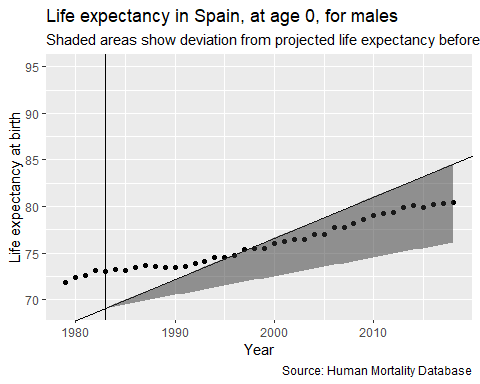 Life expectancy in Spain, at age 0, for males
Shaded areas show deviation from projected life expectancy before
Life expectancy at birth
95
90
85
80
75
70
1980
1990
2000
2010
Year
Source: Human Mortality Database